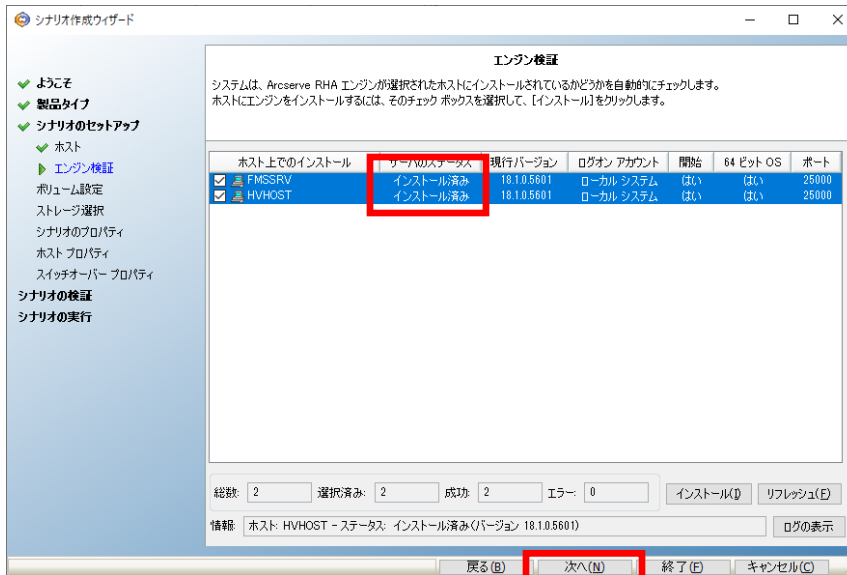 シナリオ作成ウィザード
エンジン検証
システムは、Arcserve RHA エンジンが選択されたホストにインストールされているかどうかを自動的にチェックします。
ホストにエンジンをインストールするには、そのチェック ボックスを選択して、[インストール]をクリックします。
ようこそ
製品タイプ
シナリオのセットアップ
ホスト
エンジン検証
ボリューム設定
ストレージ選択
シナリオのプロパティ
ホスト プロパティ
スイッチオーバー プロパティ
シナリオの検証
シナリオの実行
ホスト上でのインストール サーバのステータス 現行バージョン ログオン アカウント 開始 64 ビット OS ポート
FMSSRV インストール済み 18.1.0.5601 ローカル システム はい はい 25000
HVHOST インストール済み 18.1.0.5601 ローカル システム はい はい 25000
総数: 2 選択済み: 2 成功: 2 エラー: 0 インストール(I) リフレッシュ(F)
情報: ホスト: HVHOST - ステータス: インストール済み(バージョン 18.1.0.5601) ログの表示
戻る(B) 次へ(N) 終了(F) キャンセル(C)